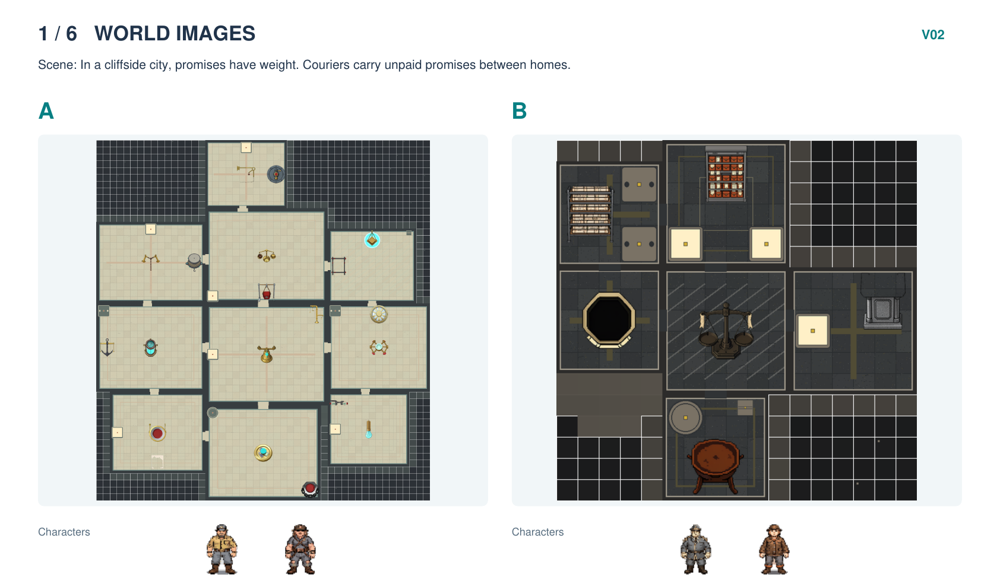 1 / 6 WORLD IMAGES
V02
Scene: In a cliffside city, promises have weight. Couriers carry unpaid promises between homes.
A
B
Characters
Characters